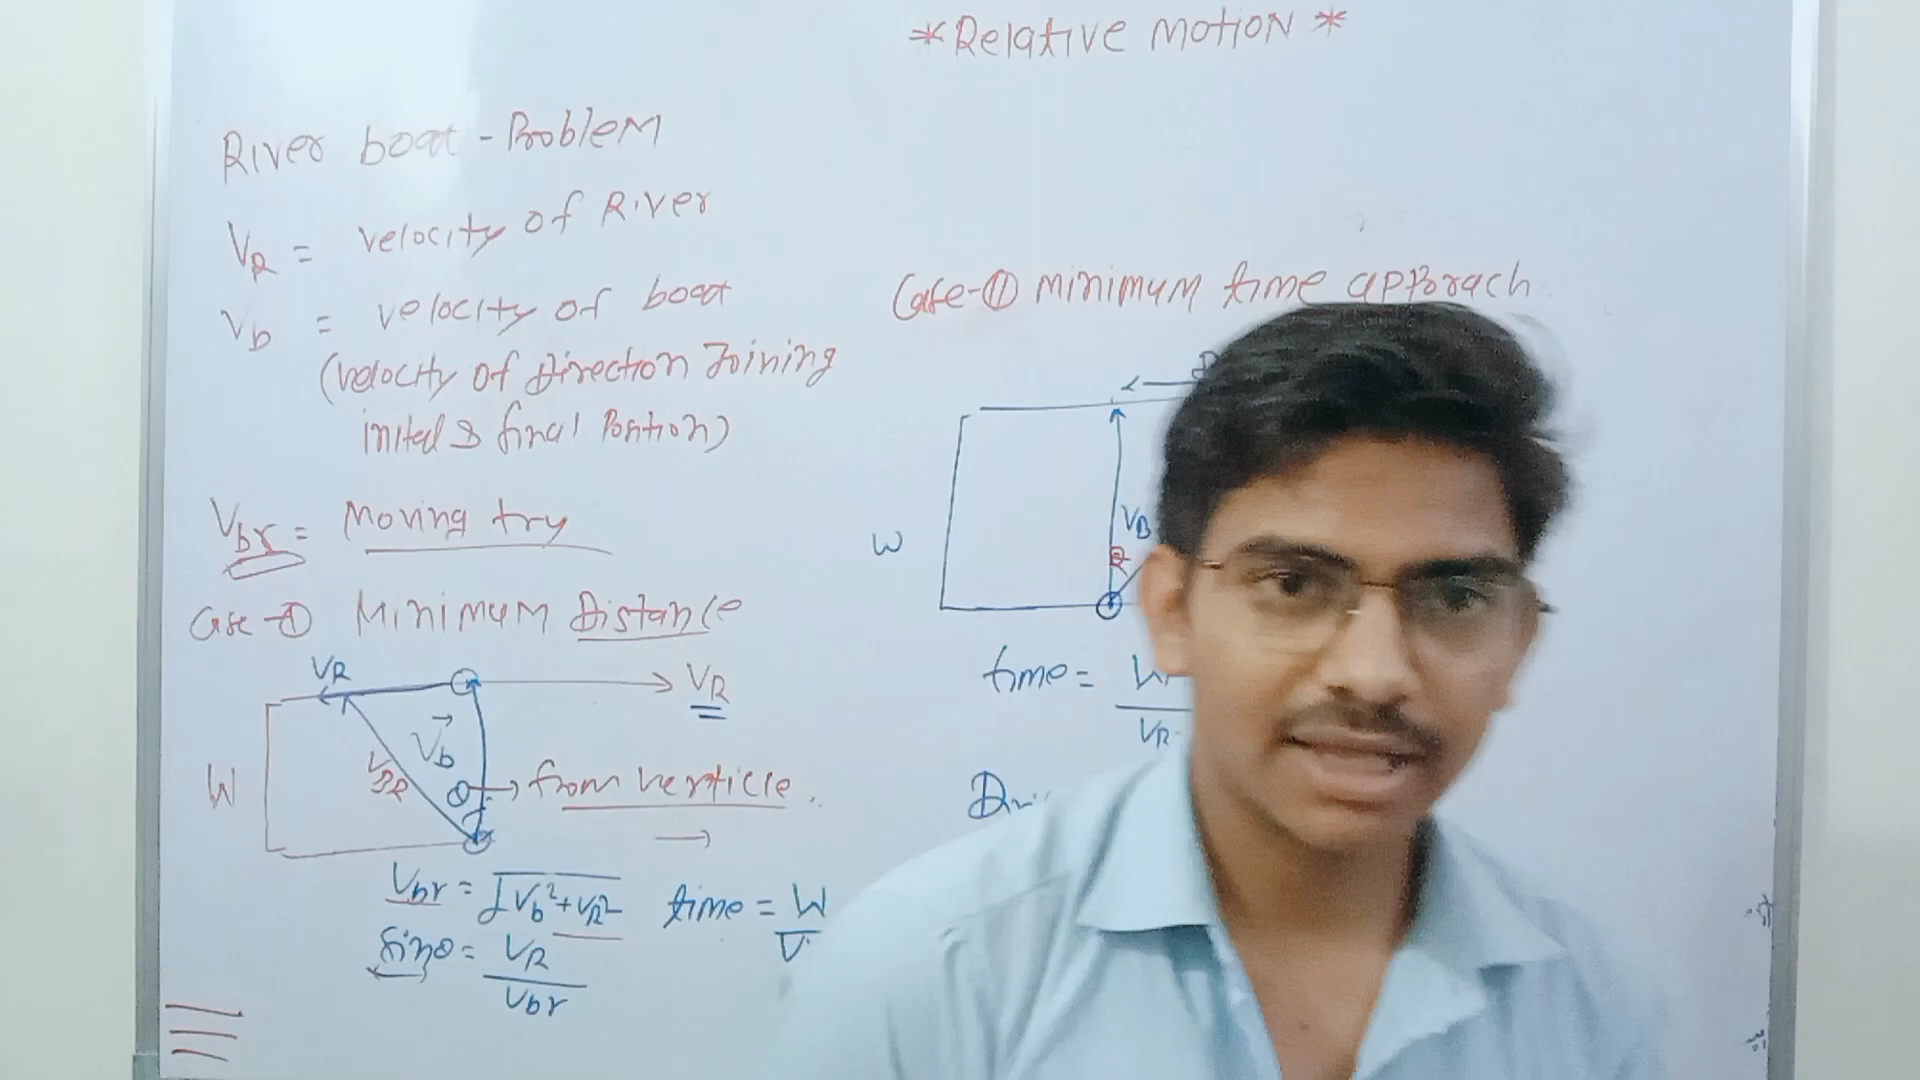 *Relative motion*
River boat - Problem
VR = velocity of River
Vb = velocity of boat
(velocity of Direction Joining
initel & final Position)
Vbr = Moving try
Case-① Minimum Distance
VR
VR
Vb
VBR
W
θ → from verticle.
Vbr = √Vb²+VR²
time = W
V
Sinθ = VR
Vbr
Case-① minimum time apporach
W
VB
time =
VR